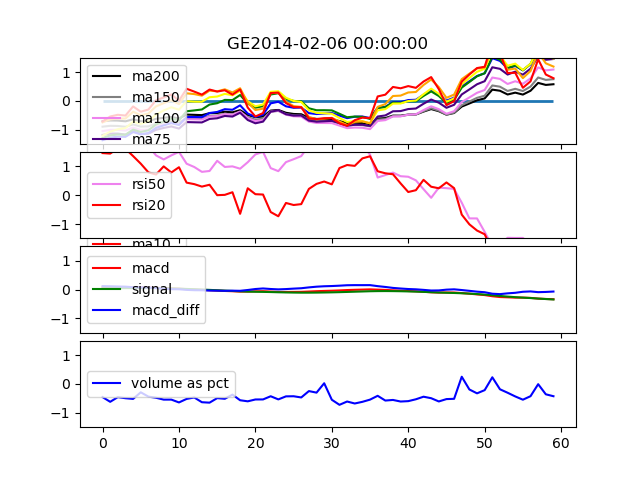 GE2014-02-06 00:00:00
1
0
−1
ma200
ma150
ma100
ma75
1
0
−1
rsi50
rsi20
ma10
1
0
−1
macd
signal
macd_diff
1
0
−1
volume as pct
0 10 20 30 40 50 60